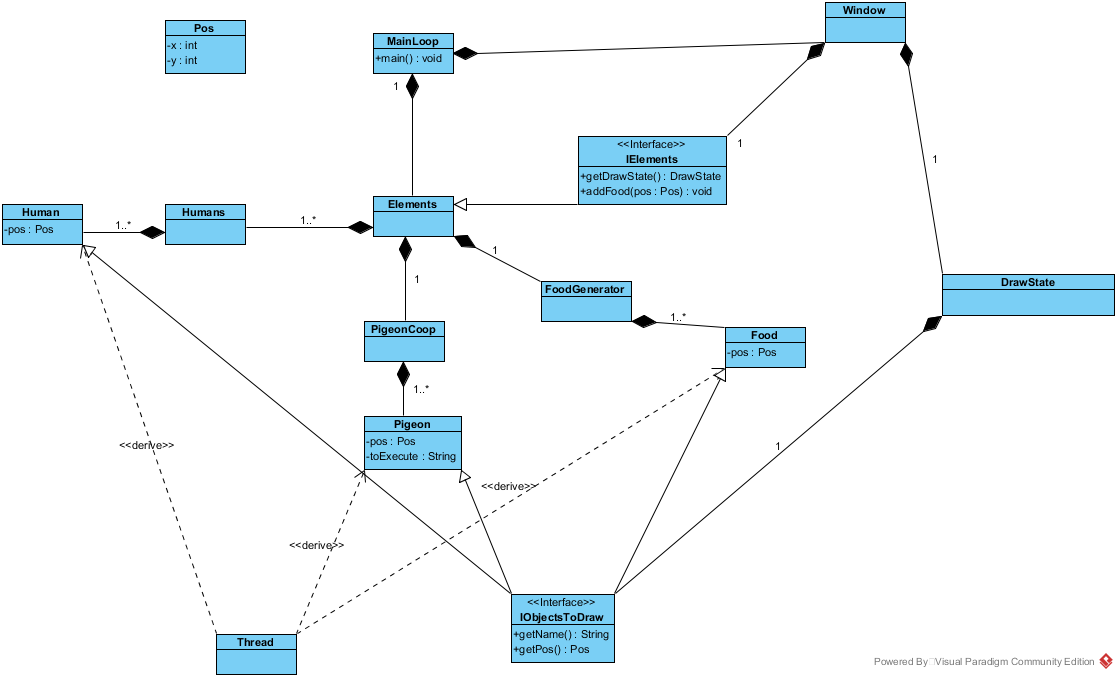 Window
Pos
-x : int
-y : int
MainLoop
+main() : void
1
<<Interface>>
IElements
+getDrawState() : DrawState
+addFood(pos : Pos) : void
1
1
Human
-pos : Pos
1..*
Humans
1..*
Elements
1
1
FoodGenerator
1..*
Food
-pos : Pos
DrawState
PigeonCoop
1..*
Pigeon
-pos : Pos
-toExecute : String
<<derive>>
<<derive>>
<<derive>>
1
<<Interface>>
IObjectsToDraw
+getName() : String
+getPos() : Pos
Thread
Powered By Visual Paradigm Community Edition